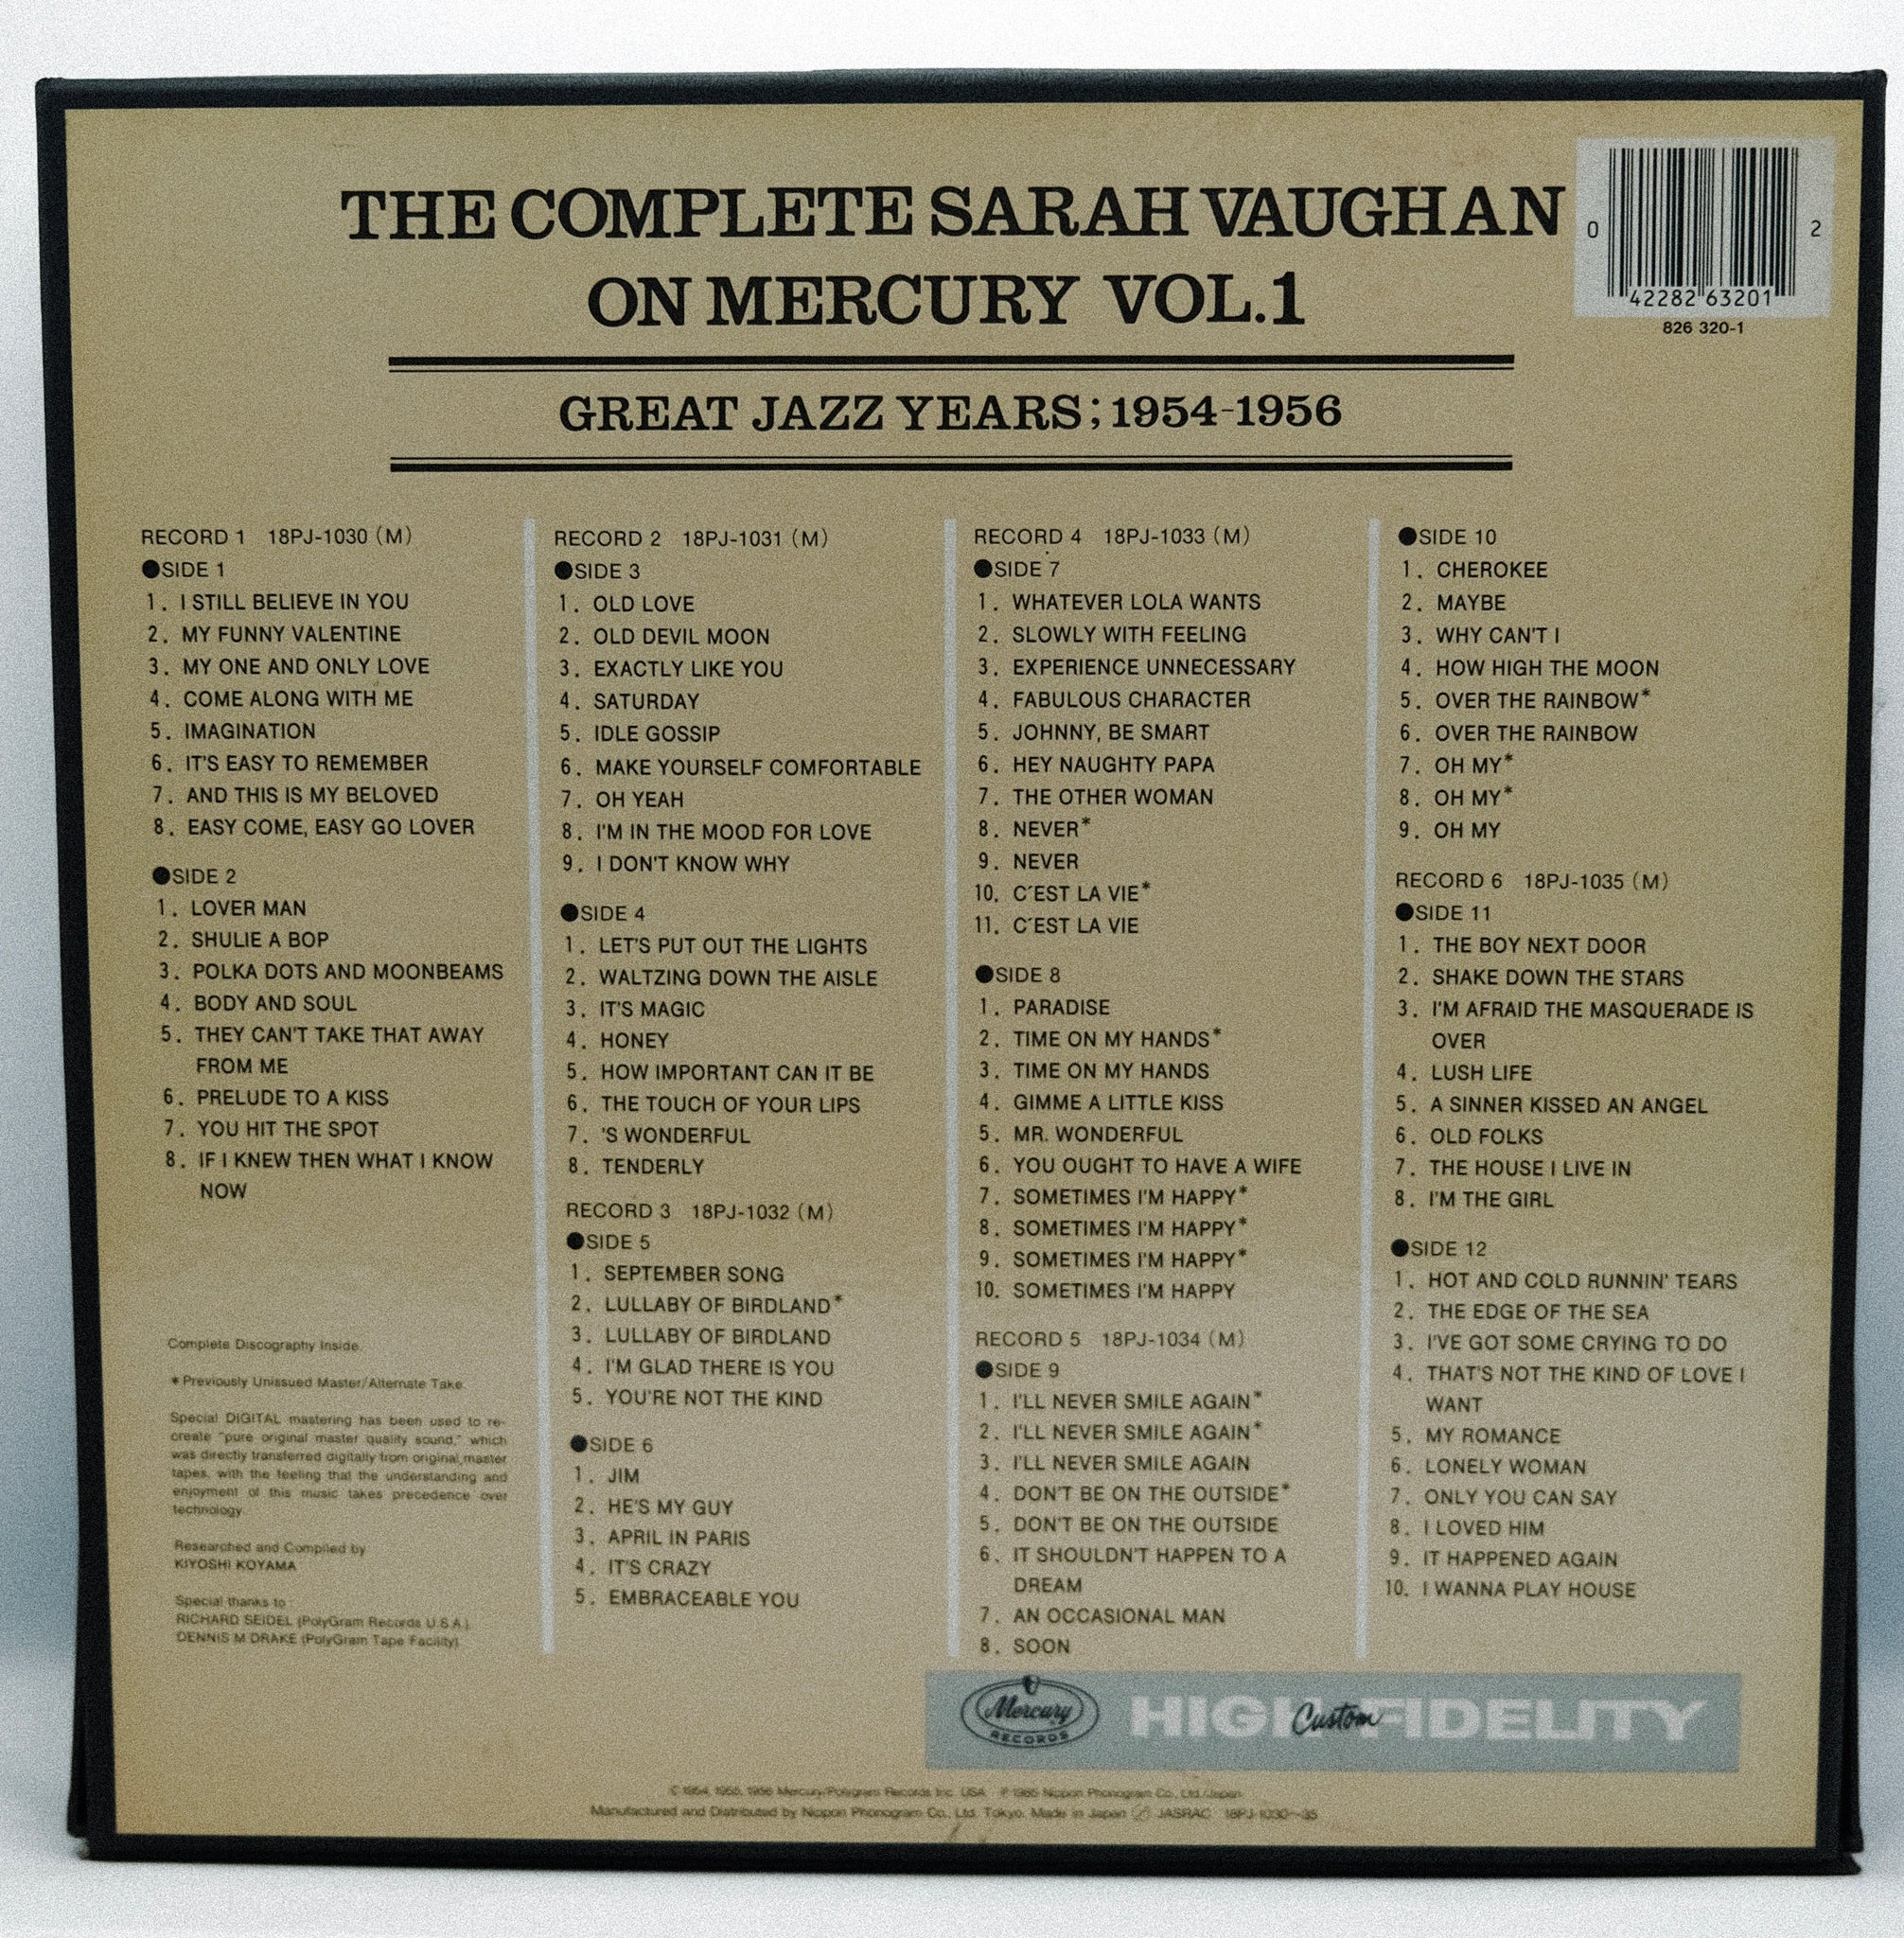 THE COMPLETE SARAH VAUGHAN
ON MERCURY VOL.1
0 42282 63201 2
826 320-1
GREAT JAZZ YEARS; 1954-1956
RECORD 1 18PJ-1030 (M)
●SIDE 1
1. I STILL BELIEVE IN YOU
2. MY FUNNY VALENTINE
3. MY ONE AND ONLY LOVE
4. COME ALONG WITH ME
5. IMAGINATION
6. IT'S EASY TO REMEMBER
7. AND THIS IS MY BELOVED
8. EASY COME, EASY GO LOVER
●SIDE 2
1. LOVER MAN
2. SHULIE A BOP
3. POLKA DOTS AND MOONBEAMS
4. BODY AND SOUL
5. THEY CAN'T TAKE THAT AWAY
FROM ME
6. PRELUDE TO A KISS
7. YOU HIT THE SPOT
8. IF I KNEW THEN WHAT I KNOW
NOW
Complete Discography Inside.
* Previously Unissued Master/Alternate Take
Special DIGITAL mastering has been used to re-
create "pure original master quality sound," which
was directly transferred digitally from original master
tapes, with the feeling that the understanding and
enjoyment of this music takes precedence over
technology.
Researched and Compiled by
KIYOSHI KOYAMA
Special thanks to:
RICHARD SEIDEL (PolyGram Records U.S.A.)
DENNIS M DRAKE (PolyGram Tape Facility)
RECORD 2 18PJ-1031 (M)
●SIDE 3
1. OLD LOVE
2. OLD DEVIL MOON
3. EXACTLY LIKE YOU
4. SATURDAY
5. IDLE GOSSIP
6. MAKE YOURSELF COMFORTABLE
7. OH YEAH
8. I'M IN THE MOOD FOR LOVE
9. I DON'T KNOW WHY
●SIDE 4
1. LET'S PUT OUT THE LIGHTS
2. WALTZING DOWN THE AISLE
3. IT'S MAGIC
4. HONEY
5. HOW IMPORTANT CAN IT BE
6. THE TOUCH OF YOUR LIPS
7. 'S WONDERFUL
8. TENDERLY
RECORD 3 18PJ-1032 (M)
●SIDE 5
1. SEPTEMBER SONG
2. LULLABY OF BIRDLAND*
3. LULLABY OF BIRDLAND
4. I'M GLAD THERE IS YOU
5. YOU'RE NOT THE KIND
●SIDE 6
1. JIM
2. HE'S MY GUY
3. APRIL IN PARIS
4. IT'S CRAZY
5. EMBRACEABLE YOU
RECORD 4 18PJ-1033 (M)
●SIDE 7
1. WHATEVER LOLA WANTS
2. SLOWLY WITH FEELING
3. EXPERIENCE UNNECESSARY
4. FABULOUS CHARACTER
5. JOHNNY, BE SMART
6. HEY NAUGHTY PAPA
7. THE OTHER WOMAN
8. NEVER*
9. NEVER
10. C'EST LA VIE*
11. C'EST LA VIE
●SIDE 8
1. PARADISE
2. TIME ON MY HANDS*
3. TIME ON MY HANDS
4. GIMME A LITTLE KISS
5. MR. WONDERFUL
6. YOU OUGHT TO HAVE A WIFE
7. SOMETIMES I'M HAPPY*
8. SOMETIMES I'M HAPPY*
9. SOMETIMES I'M HAPPY*
10. SOMETIMES I'M HAPPY
RECORD 5 18PJ-1034 (M)
●SIDE 9
1. I'LL NEVER SMILE AGAIN*
2. I'LL NEVER SMILE AGAIN*
3. I'LL NEVER SMILE AGAIN
4. DON'T BE ON THE OUTSIDE*
5. DON'T BE ON THE OUTSIDE
6. IT SHOULDN'T HAPPEN TO A
DREAM
7. AN OCCASIONAL MAN
8. SOON
●SIDE 10
1. CHEROKEE
2. MAYBE
3. WHY CAN'T I
4. HOW HIGH THE MOON
5. OVER THE RAINBOW*
6. OVER THE RAINBOW
7. OH MY*
8. OH MY*
9. OH MY
RECORD 6 18PJ-1035 (M)
●SIDE 11
1. THE BOY NEXT DOOR
2. SHAKE DOWN THE STARS
3. I'M AFRAID THE MASQUERADE IS
OVER
4. LUSH LIFE
5. A SINNER KISSED AN ANGEL
6. OLD FOLKS
7. THE HOUSE I LIVE IN
8. I'M THE GIRL
●SIDE 12
1. HOT AND COLD RUNNIN' TEARS
2. THE EDGE OF THE SEA
3. I'VE GOT SOME CRYING TO DO
4. THAT'S NOT THE KIND OF LOVE I
WANT
5. MY ROMANCE
6. LONELY WOMAN
7. ONLY YOU CAN SAY
8. I LOVED HIM
9. IT HAPPENED AGAIN
10. I WANNA PLAY HOUSE
Mercury
RECORDS
HIGH Custom FIDELITY
© 1954, 1955, 1956 Mercury/Polygram Records Inc. USA ℗ 1985 Nippon Phonogram Co., Ltd./Japan
Manufactured and Distributed by Nippon Phonogram Co., Ltd. Tokyo. Made in Japan JASRAC 18PJ-1030~35